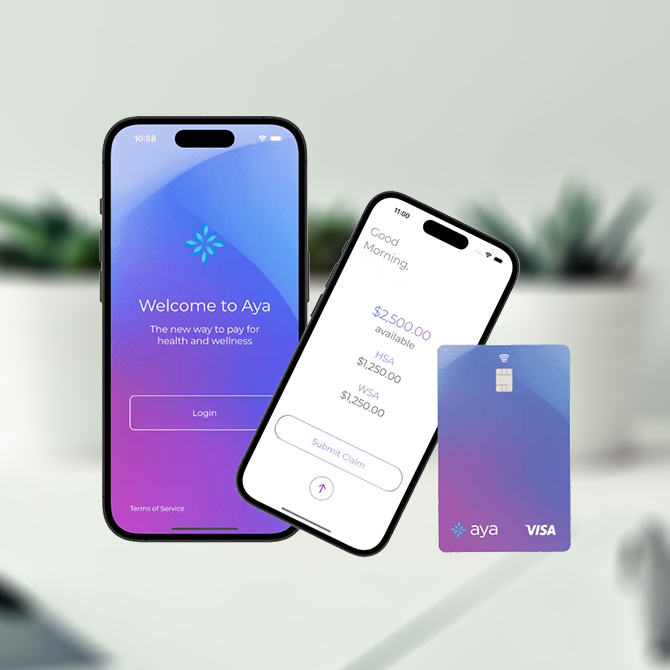 10:58
Welcome to Aya
The new way to pay for
health and wellness
Login
Terms of Service
11:00
Good
Morning,
$2,500.00
available
HSA
$1,250.00
WSA
$1,250.00
Submit Claim
aya
VISA